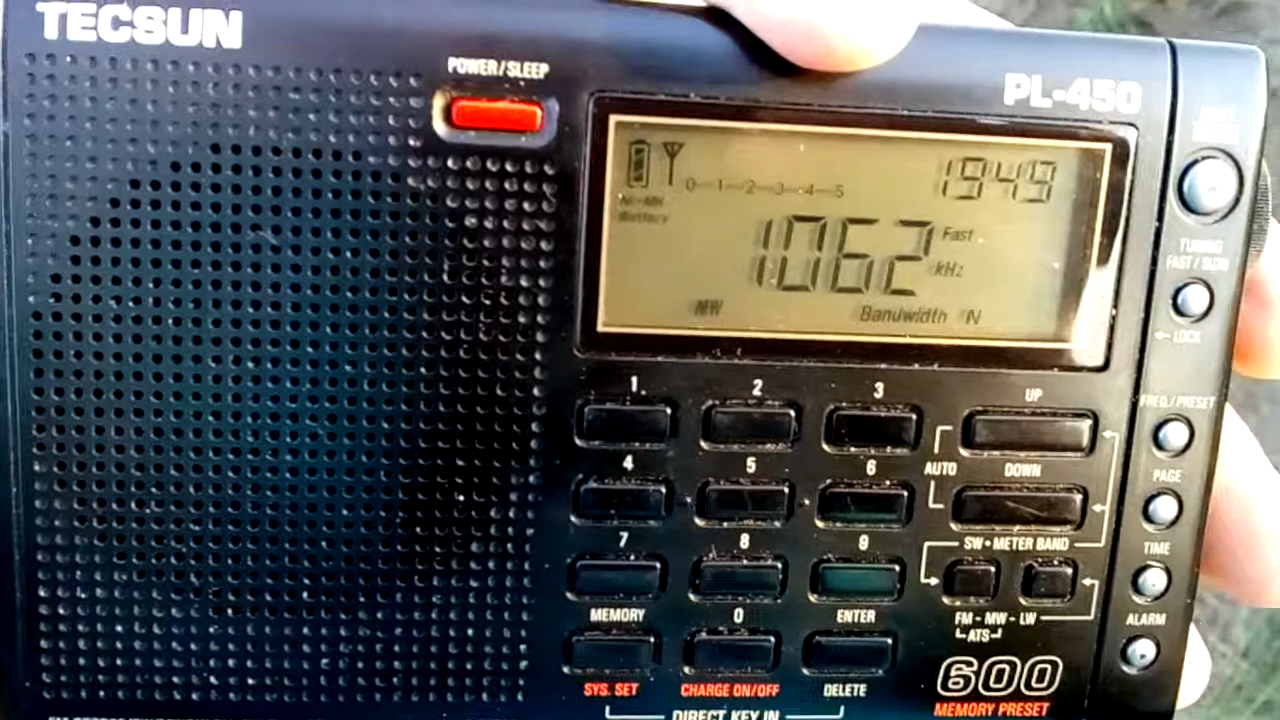 TECSUN
POWER/SLEEP
PL-450
0 1 2 3 4 5
1949
Ni-MH
Battery
1062 kHz
Fast
MW
Bandwidth N
TUNING
FAST / SLOW
← LOCK
FREQ./PRESET
PAGE
TIME
ALARM
1 2 3 UP
4 5 6 AUTO DOWN
7 8 9 SW • METER BAND
MEMORY 0 ENTER
FM - MW - LW
ATS
SYS. SET CHARGE ON/OFF DELETE
DIRECT KEY IN
600
MEMORY PRESET